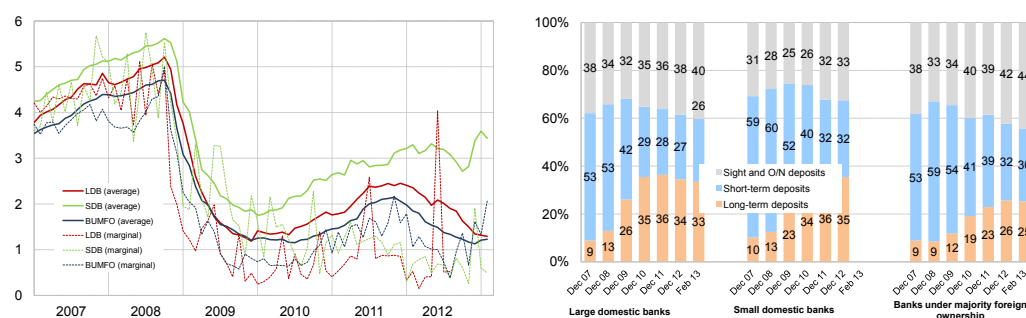 6
5
4
3
2
1
0
LDB (average)
SDB (average)
BUMFO (average)
LDB (marginal)
SDB (marginal)
BUMFO (marginal)
2007 2008 2009 2010 2011 2012
100%
80%
60%
40%
20%
0%
38 34 32 35 36 38 40
53 53 42 29 28 27 26
9 13 26 35 36 34 33
31 28 25 26 32 33
59 60 52 40 32 32
10 13 23 34 36 35
38 33 34 40 39 42 44
53 59 54 41 39 32 30
9 9 12 19 23 26 25
Sight and O/N deposits
Short-term deposits
Long-term deposits
Dec 07 Dec 08 Dec 09 Dec 10 Dec 11 Dec 12 Feb 13 Dec 07 Dec 08 Dec 09 Dec 10 Dec 11 Dec 12 Feb 13 Dec 07 Dec 08 Dec 09 Dec 10 Dec 11 Dec 12 Feb 13
Large domestic banks
Small domestic banks
Banks under majority foreign
ownership